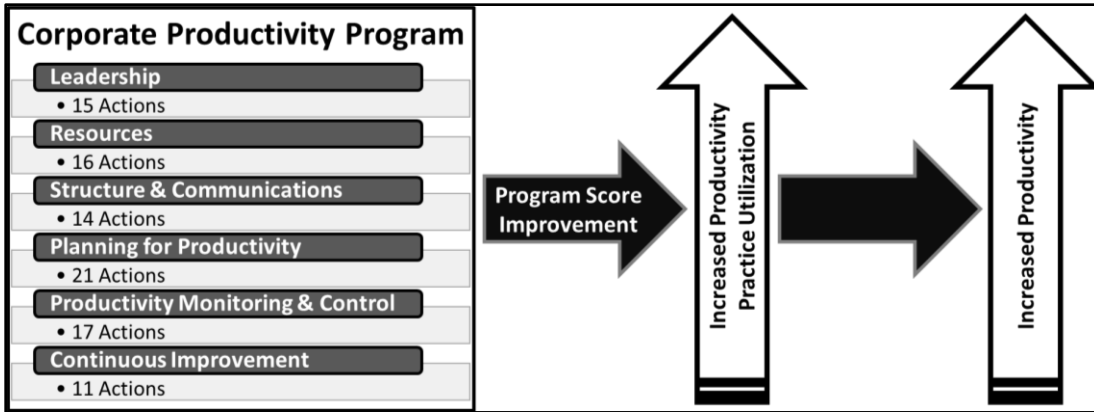 Corporate Productivity Program
Leadership
• 15 Actions
Resources
• 16 Actions
Structure & Communications
• 14 Actions
Planning for Productivity
• 21 Actions
Productivity Monitoring & Control
• 17 Actions
Continuous Improvement
• 11 Actions
Program Score
Improvement
Increased Productivity
Practice Utilization
Increased Productivity